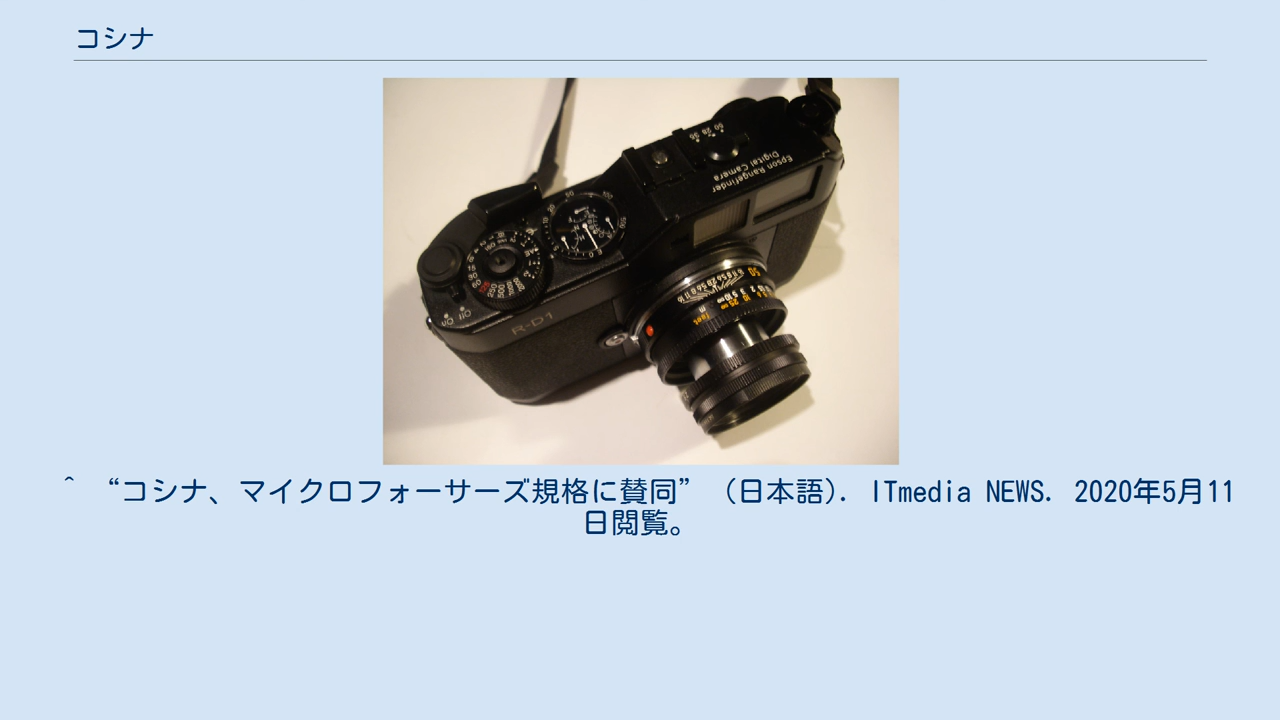 コシナ
Epson Rangefinder
Digital Camera
R-D1
^ “コシナ、マイクロフォーサーズ規格に賛同” (日本語). ITmedia NEWS. 2020年5月11
日閲覧。